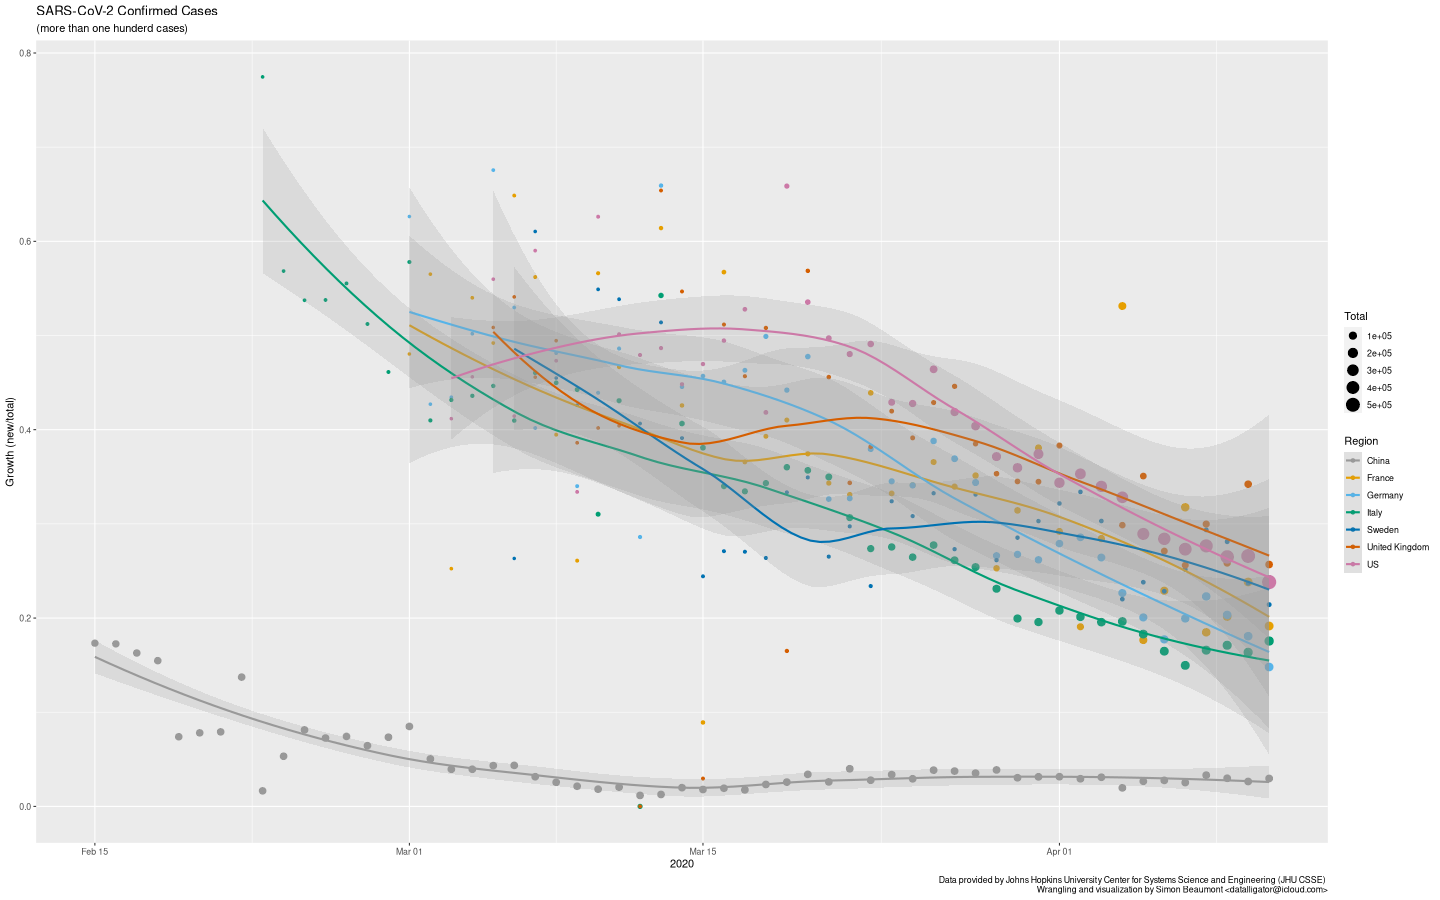 SARS-CoV-2 Confirmed Cases
(more than one hunderd cases)
Growth (new/total)
0.8
0.6
0.4
0.2
0.0
Feb 15
Mar 01
Mar 15
Apr 01
2020
Total
1e+05
2e+05
3e+05
4e+05
5e+05
Region
China
France
Germany
Italy
Sweden
United Kingdom
US
Data provided by Johns Hopkins University Center for Systems Science and Engineering (JHU CSSE)
Wrangling and visualization by Simon Beaumont <datalligator@icloud.com>